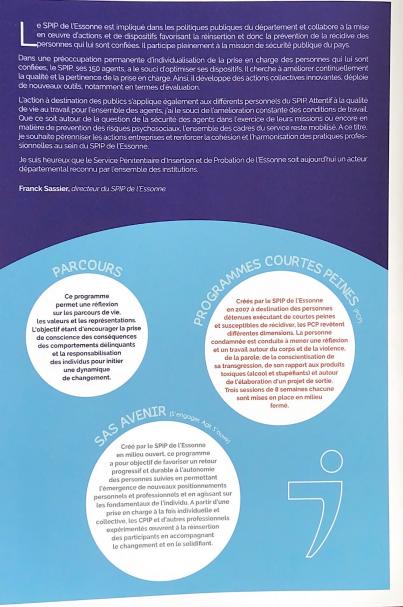 Le SPIP de l'Essonne est impliqué dans les politiques publiques du département et collabore à la mise
en œuvre d'actions et de dispositifs favorisant la réinsertion et donc la prévention de la récidive des
personnes qui lui sont confiées. Il participe pleinement à la mission de sécurité publique du pays.
Dans une préoccupation permanente d'individualisation de la prise en charge des personnes qui lui sont
confiées, le SPIP, ses 150 agents, a le souci d'optimiser ses dispositifs. Il cherche à améliorer continuellement
la qualité et la pertinence de la prise en charge. Ainsi, il développe des actions collectives innovantes, déploie
de nouveaux outils, notamment en termes d'évaluation.
L'action à destination des publics s'applique également aux différents personnels du SPIP. Attentif à la qualité
de vie au travail pour l'ensemble des agents, j'ai le souci de l'amélioration constante des conditions de travail.
Que ce soit autour de la question de la sécurité des agents dans l'exercice de leurs missions ou encore en
matière de prévention des risques psychosociaux, l'ensemble des cadres du service reste mobilisé. A ce titre,
je souhaite pérenniser les actions entreprises et renforcer la cohésion et l'harmonisation des pratiques profes-
sionnelles au sein du SPIP de l'Essonne.
Je suis heureux que le Service Pénitentiaire d'Insertion et de Probation de l'Essonne soit aujourd'hui un acteur
départemental reconnu par l'ensemble des institutions.
Franck Sassier, directeur du SPIP de l'Essonne
PARCOURS
Ce programme
permet une réflexion
sur les parcours de vie,
les valeurs et les représentations.
L'objectif étant d'encourager la prise
de conscience des conséquences
des comportements délinquants
et la responsabilisation
des individus pour initier
une dynamique
de changement.
PROGRAMMES COURTES PEINES (PCP)
Créés par le SPIP de l'Essonne
en 2007 à destination des personnes
détenues exécutant de courtes peines
et susceptibles de récidiver, les PCP revêtent
différentes dimensions. La personne
condamnée est conduite à mener une réflexion
et un travail autour du corps et de la violence,
de la parole, de la conscientisation de
sa transgression, de son rapport aux produits
toxiques (alcool et stupéfiants) et autour
de l'élaboration d'un projet de sortie.
Trois sessions de 8 semaines chacune
sont mises en place en milieu
fermé.
SAS AVENIR (S'engager, Agir, S'ouvrir)
Créé par le SPIP de l'Essonne
en milieu ouvert, ce programme
a pour objectif de favoriser un retour
progressif et durable à l'autonomie
des personnes suivies en permettant
l'émergence de nouveaux positionnements
personnels et professionnels et en agissant sur
les fondamentaux de l'individu. A partir d'une
prise en charge à la fois individuelle et
collective, les CPIP et d'autres professionnels
expérimentés œuvrent à la réinsertion
des participants en accompagnant
le changement et en le solidifiant.